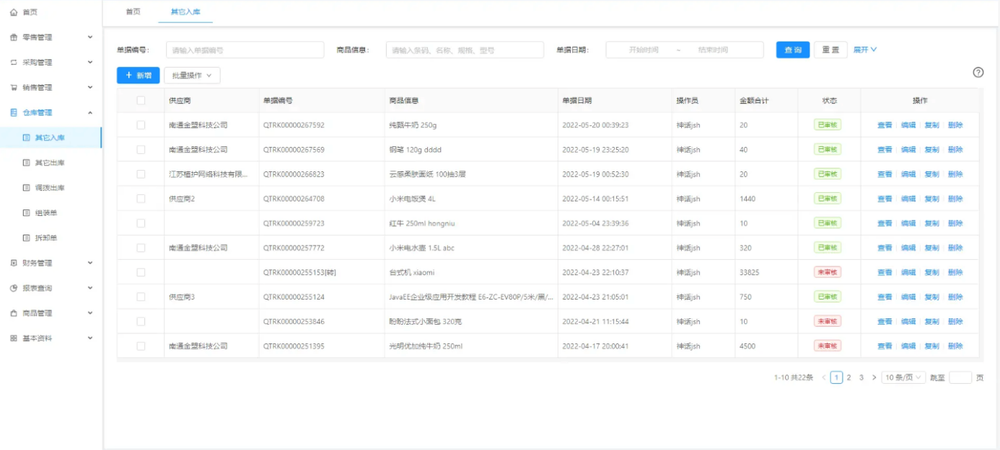 首页
零售管理
采购管理
销售管理
仓库管理
其它入库
其它出库
调拨出库
组装单
拆卸单
财务管理
报表查询
商品管理
基本资料
首页 其它入库
单据编号: 请输入单据编号 商品信息: 请输入条码、名称、规格、型号 单据日期: 开始时间 ~ 结束时间 查询 重置 展开
+ 新增 批量操作
供应商 单据编号 商品信息 单据日期 操作员 金额合计 状态 操作
南通金盟科技公司 QTRK00000267592 纯甄牛奶 250g 2022-05-20 00:39:23 神话jsh 20 已审核 查看 编辑 复制 删除
南通金盟科技公司 QTRK00000267569 钢笔 120g dddd 2022-05-19 23:25:20 神话jsh 40 已审核 查看 编辑 复制 删除
江苏植护网络科技有限... QTRK00000266823 云感柔肤面纸 100抽3层 2022-05-19 00:52:30 神话jsh 20 已审核 查看 编辑 复制 删除
供应商2 QTRK00000264708 小米电饭煲 4L 2022-05-14 00:15:51 神话jsh 1440 已审核 查看 编辑 复制 删除
QTRK00000259723 红牛 250ml hongniu 2022-05-04 23:39:36 神话jsh 10 已审核 查看 编辑 复制 删除
南通金盟科技公司 QTRK00000257772 小米电水壶 1.5L abc 2022-04-28 22:27:01 神话jsh 320 已审核 查看 编辑 复制 删除
QTRK00000255153[转] 台式机 xiaomi 2022-04-23 22:10:37 神话jsh 33825 未审核 查看 编辑 复制 删除
供应商3 QTRK00000255124 JavaEE企业级应用开发教程 E6-ZC-EV80P/5米/黑/... 2022-04-23 21:05:01 神话jsh 750 已审核 查看 编辑 复制 删除
QTRK00000253846 盼盼法式小面包 320克 2022-04-21 11:15:44 神话jsh 10 未审核 查看 编辑 复制 删除
南通金盟科技公司 QTRK00000251395 光明优加纯牛奶 250ml 2022-04-17 20:00:41 神话jsh 4500 未审核 查看 编辑 复制 删除
1-10 共22条 < 1 2 3 > 10 条/页 跳至 页